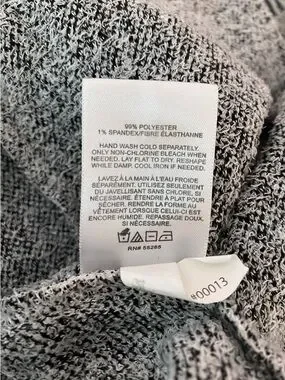 99% POLYESTER
1% SPANDEX/FIBRE ÉLASTHANNE
HAND WASH COLD SEPARATELY.
ONLY NON-CHLORINE BLEACH WHEN
NEEDED. LAY FLAT TO DRY. RESHAPE
WHILE DAMP. COOL IRON IF NEEDED.
LAVEZ À LA MAIN À L'EAU FROIDE
SÉPARÉMENT. UTILISEZ SEULEMENT
DU JAVELLISANT SANS CHLORE, SI
NÉCESSAIRE. ÉTENDRE À PLAT POUR
SÉCHER. RENDRE LA FORME AU
VÊTEMENT LORSQUE CELUI-CI EST
ENCORE HUMIDE. REPASSAGE DOUX,
SI NÉCESSAIRE.
RN# 55285
#00013